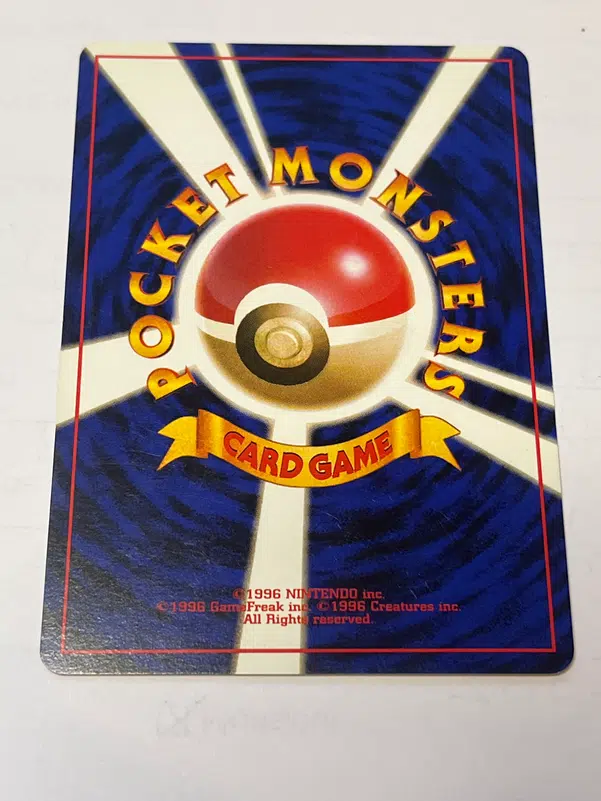 POCKET MONSTERS
CARD GAME
©1996 NINTENDO inc.
©1996 GameFreak inc. ©1996 Creatures inc.
All Rights reserved.